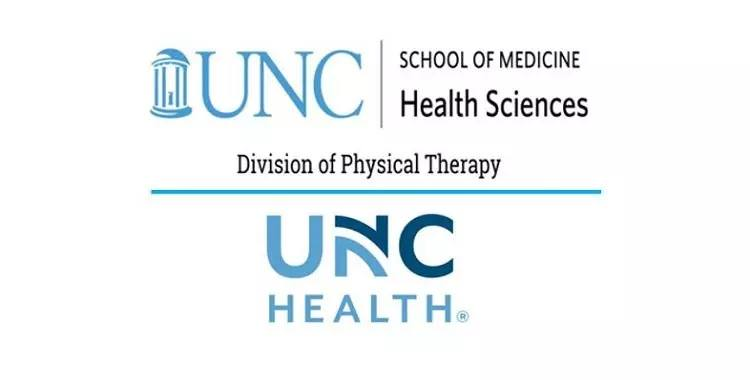 UNC
SCHOOL OF MEDICINE
Health Sciences
Division of Physical Therapy
UNC
HEALTH®